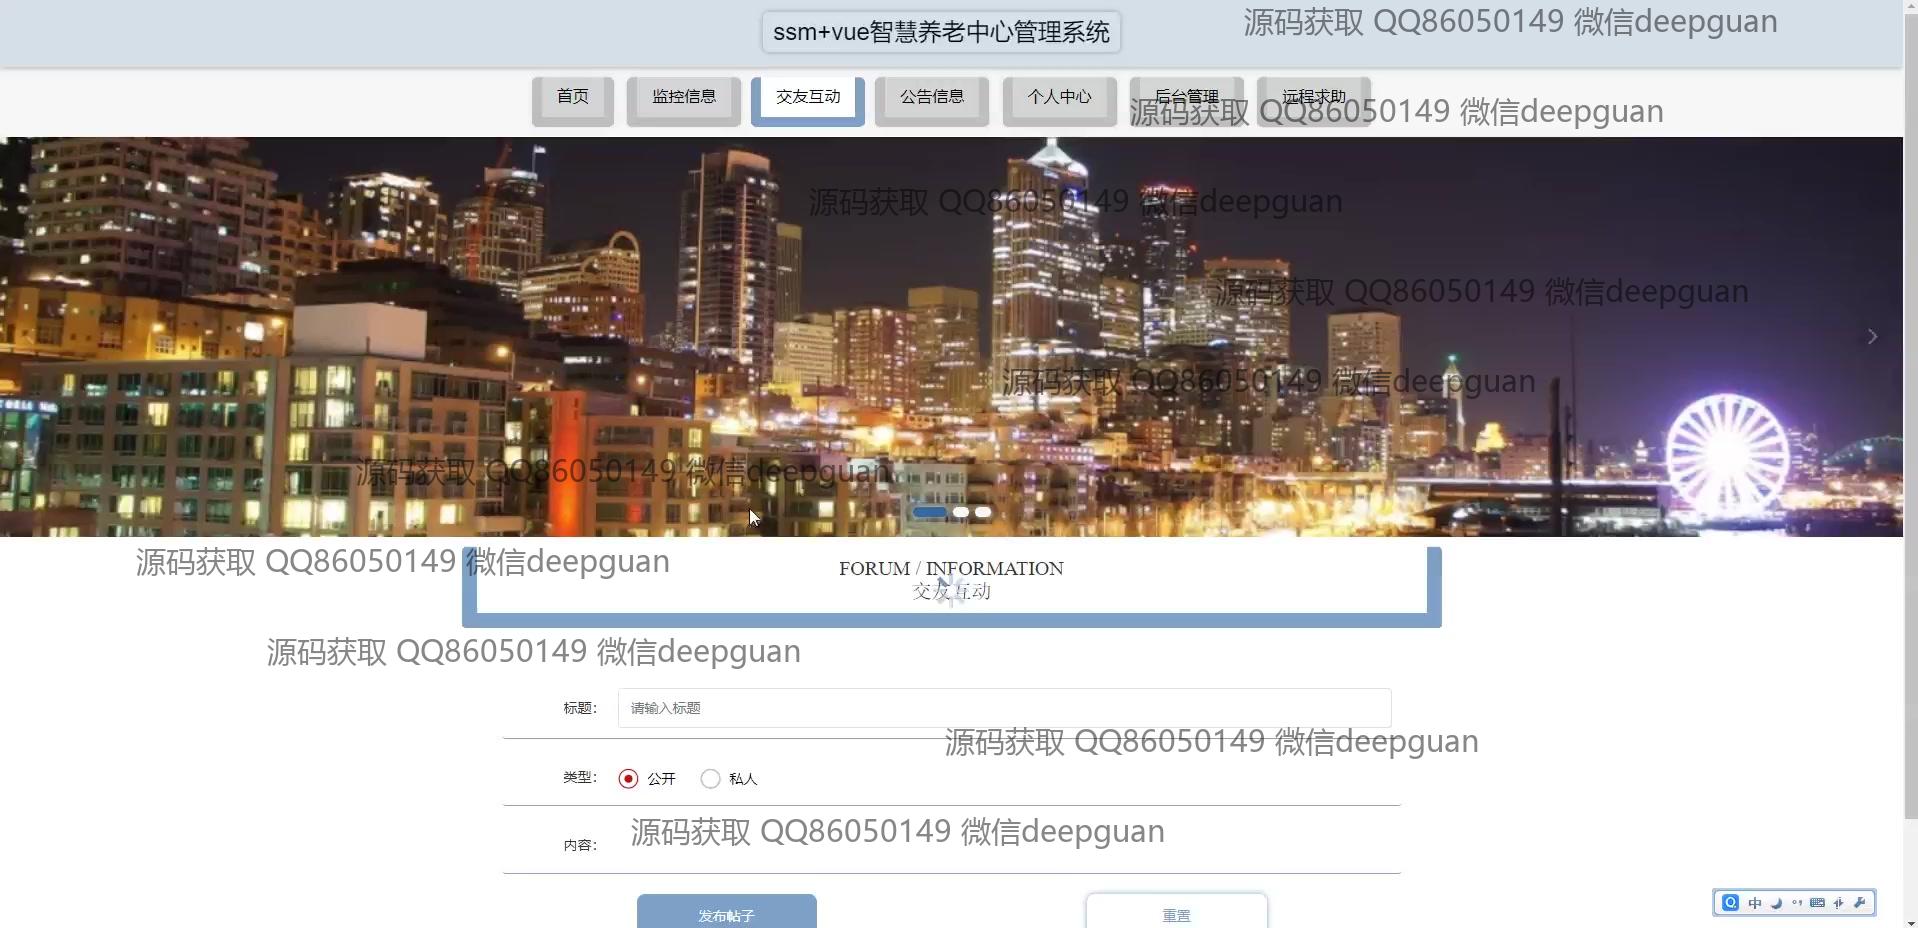 ssm+vue智慧养老中心管理系统
源码获取 QQ86050149 微信deepguan
首页 监控信息 交友互动 公告信息 个人中心 后台管理 远程求助
源码获取 QQ86050149 微信deepguan
源码获取 QQ86050149 微信deepguan
源码获取 QQ86050149 微信deepguan
源码获取 QQ86050149 微信deepguan
源码获取 QQ86050149 微信deepguan
源码获取 QQ86050149 微信deepguan
FORUM / INFORMATION
交友互动
源码获取 QQ86050149 微信deepguan
标题： 请输入标题
源码获取 QQ86050149 微信deepguan
类型： 公开 私人
源码获取 QQ86050149 微信deepguan
内容：
发布帖子 重置
中